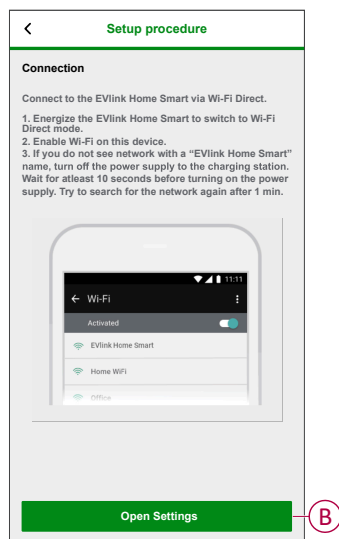 Setup procedure
Connection
Connect to the EVlink Home Smart via Wi-Fi Direct.
1. Energize the EVlink Home Smart to switch to Wi-Fi
Direct mode.
2. Enable Wi-Fi on this device.
3. If you do not see network with a “EVlink Home Smart”
name, turn off the power supply to the charging station.
Wait for atleast 10 seconds before turning on the power
supply. Try to search for the network again after 1 min.
11:11
Wi-Fi
Activated
EVlink Home Smart
Home WiFi
Office
Open Settings
B